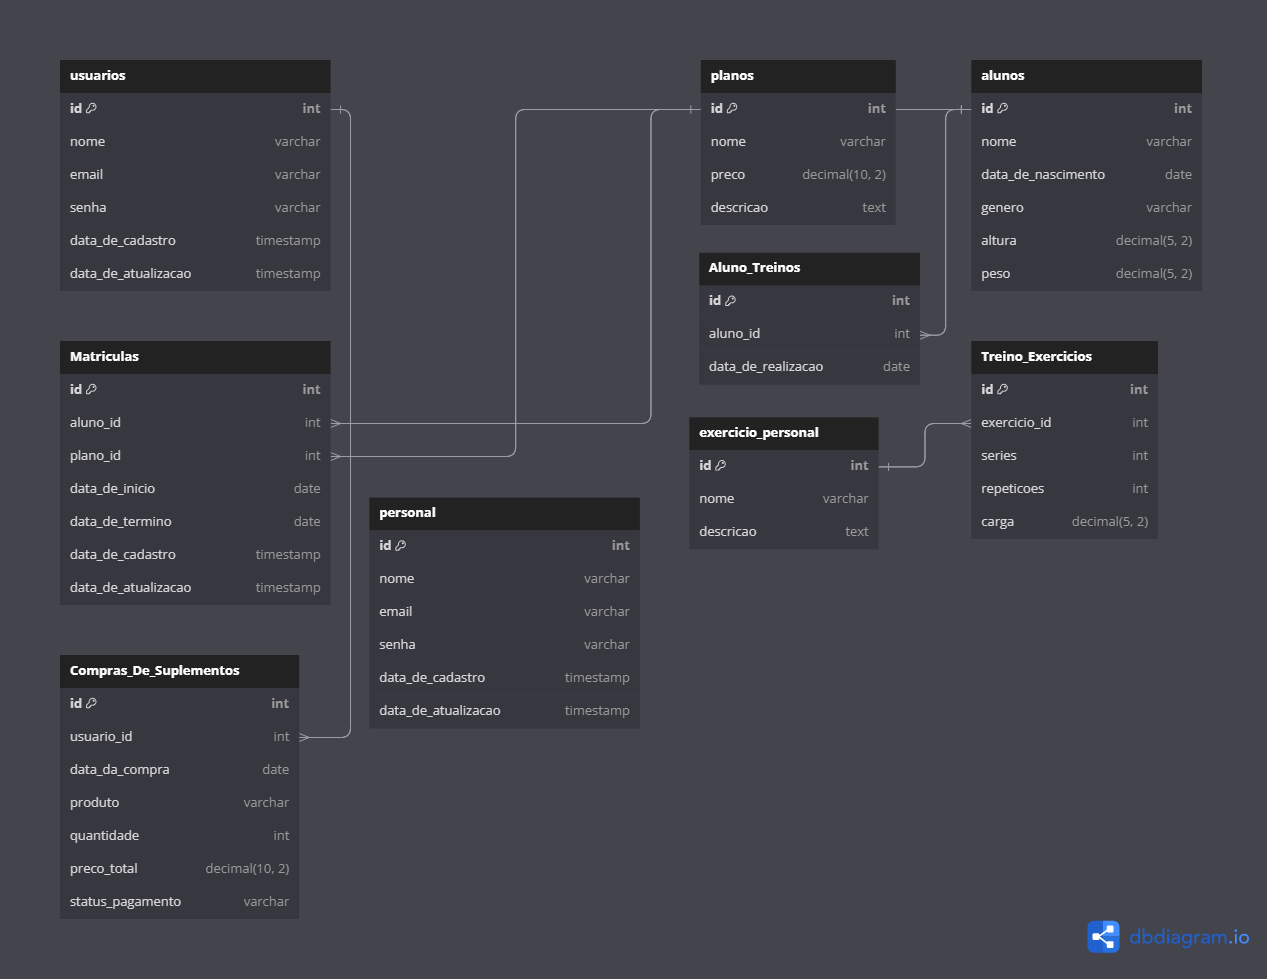 usuarios
id int
nome varchar
email varchar
senha varchar
data_de_cadastro timestamp
data_de_atualizacao timestamp
planos
id int
nome varchar
preco decimal(10, 2)
descricao text
alunos
id int
nome varchar
data_de_nascimento date
genero varchar
altura decimal(5, 2)
peso decimal(5, 2)
Aluno_Treinos
id int
aluno_id int
data_de_realizacao date
Matriculas
id int
aluno_id int
plano_id int
data_de_inicio date
data_de_termino date
data_de_cadastro timestamp
data_de_atualizacao timestamp
Treino_Exercicios
id int
exercicio_id int
series int
repeticoes int
carga decimal(5, 2)
exercicio_personal
id int
nome varchar
descricao text
personal
id int
nome varchar
email varchar
senha varchar
data_de_cadastro timestamp
data_de_atualizacao timestamp
Compras_De_Suplementos
id int
usuario_id int
data_da_compra date
produto varchar
quantidade int
preco_total decimal(10, 2)
status_pagamento varchar
dbdiagram.io